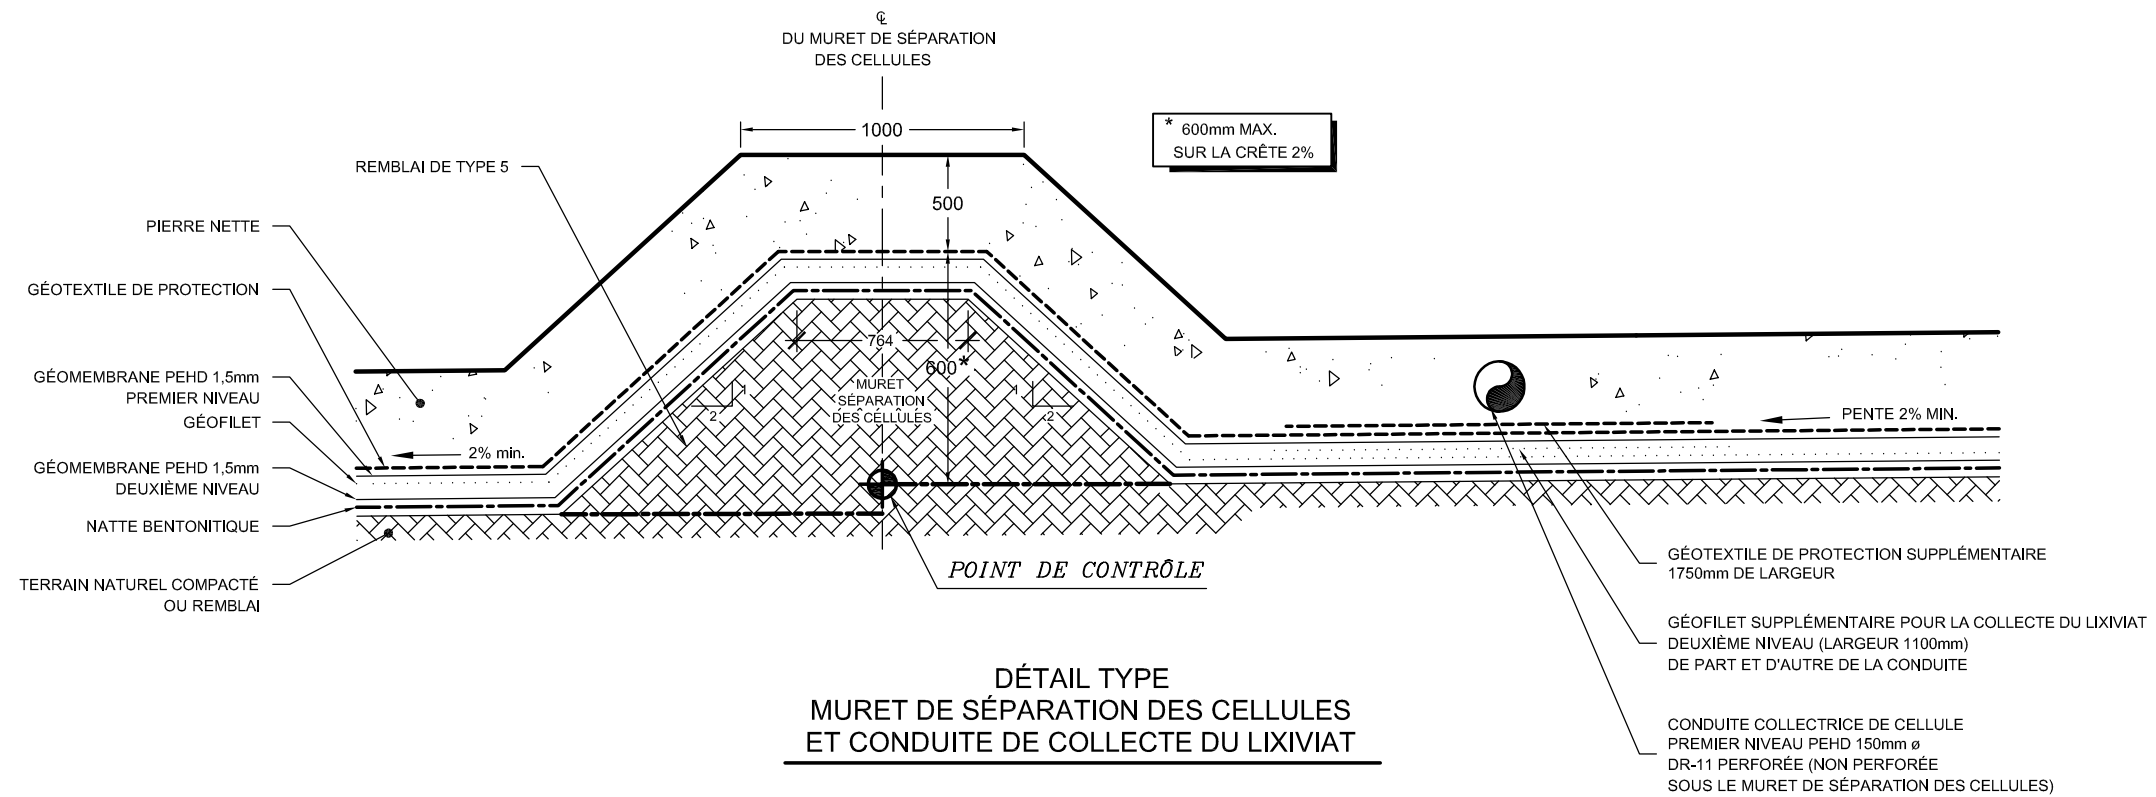 ℄
DU MURET DE SÉPARATION
DES CELLULES
1000
* 600mm MAX.
SUR LA CRÊTE 2%
REMBLAI DE TYPE 5
500
PIERRE NETTE
GÉOTEXTILE DE PROTECTION
764
600*
GÉOMEMBRANE PEHD 1,5mm
PREMIER NIVEAU
MURET
SÉPARATION
DES CELLULES
1
2
1
2
GÉOFILET
PENTE 2% MIN.
2% min.
GÉOMEMBRANE PEHD 1,5mm
DEUXIÈME NIVEAU
NATTE BENTONITIQUE
TERRAIN NATUREL COMPACTÉ
OU REMBLAI
POINT DE CONTRÔLE
GÉOTEXTILE DE PROTECTION SUPPLÉMENTAIRE
1750mm DE LARGEUR
GÉOFILET SUPPLÉMENTAIRE POUR LA COLLECTE DU LIXIVIAT
DEUXIÈME NIVEAU (LARGEUR 1100mm)
DE PART ET D'AUTRE DE LA CONDUITE
CONDUITE COLLECTRICE DE CELLULE
PREMIER NIVEAU PEHD 150mm ø
DR-11 PERFORÉE (NON PERFORÉE
SOUS LE MURET DE SÉPARATION DES CELLULES)
DÉTAIL TYPE
MURET DE SÉPARATION DES CELLULES
ET CONDUITE DE COLLECTE DU LIXIVIAT